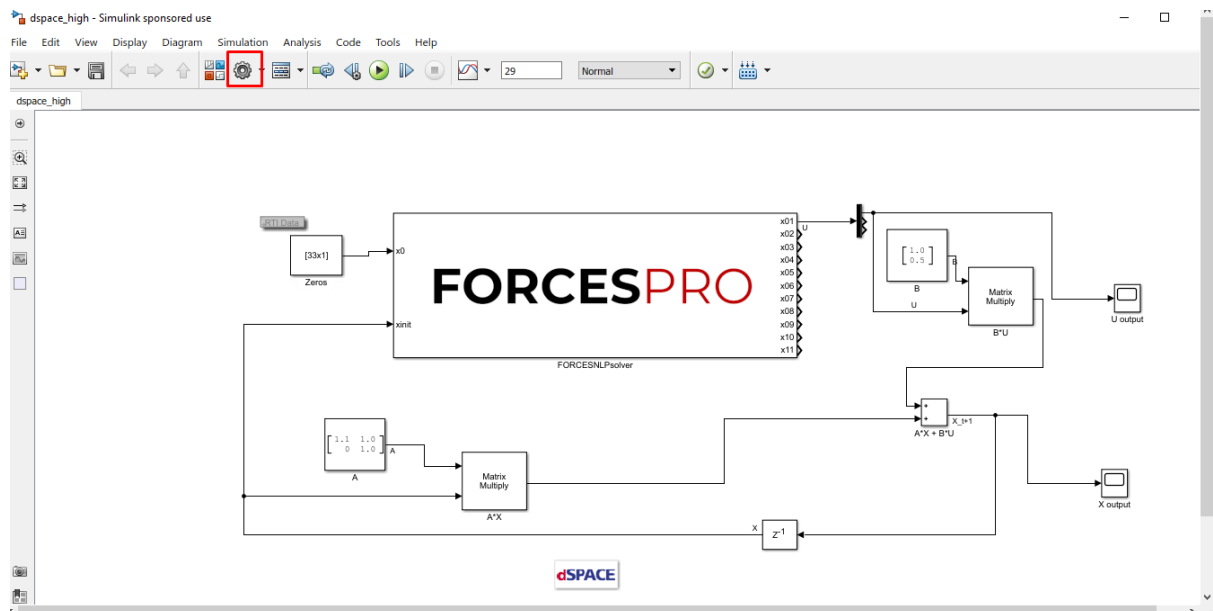 dspace_high - Simulink sponsored use
File Edit View Display Diagram Simulation Analysis Code Tools Help
29
Normal
dspace_high
RTI Data
[33x1]
Zeros
x0
xinit
FORCESPRO
x01
x02
x03
x04
x05
x06
x07
x08
x09
x10
x11
U
FORCESNLPsolver
1.0
0.5
B
B
U
Matrix
Multiply
B*U
U output
1.1 1.0
0 1.0
A
A
Matrix
Multiply
A*X
+
+
X_t+1
A*X + B*U
X output
X
z-1
dSPACE